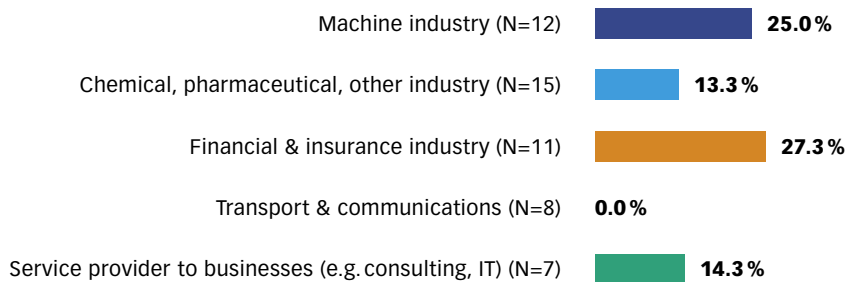 Machine industry (N=12) 25.0 %
Chemical, pharmaceutical, other industry (N=15) 13.3 %
Financial & insurance industry (N=11) 27.3 %
Transport & communications (N=8) 0.0 %
Service provider to businesses (e.g. consulting, IT) (N=7) 14.3 %